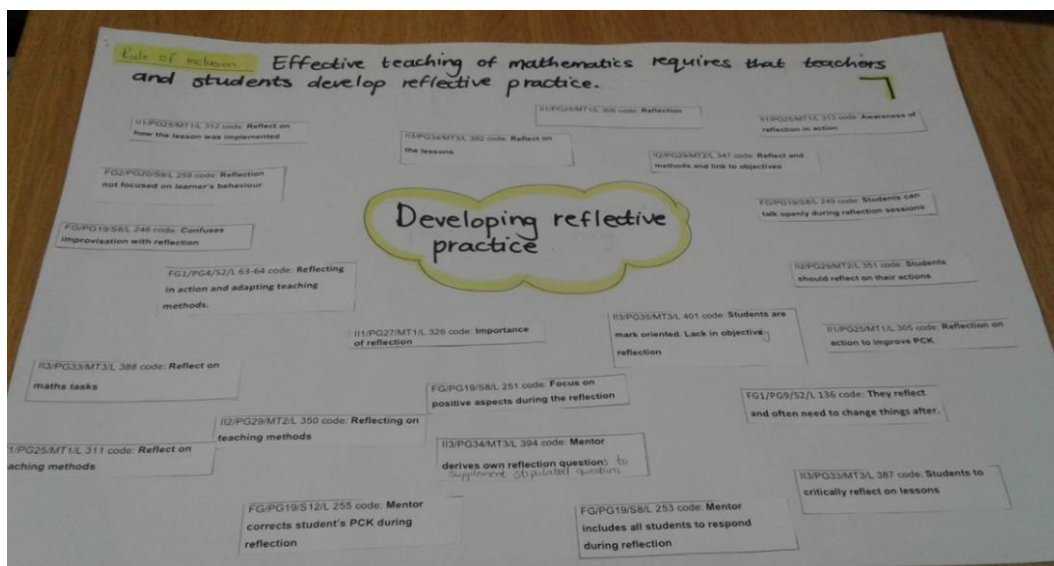 Rule of inclusion: Effective teaching of mathematics requires that teachers
and students develop reflective practice.
II1/PG25/MT1/L 306 code: Reflection
II1/PG25/MT1/L 312 code: Reflect on
how the lesson was implemented
II3/PG34/MT3/L 392 code: Reflect on
the lessons
II1/PG25/MT1/L 313 code: Awareness of
reflection in action
II2/PG29/MT2/L 347 code: Reflect and
methods and link to objectives
FG2/PG20/S8/L 259 code: Reflection
not focused on learner's behaviour
FG/PG19/S8/L 249 code: Students can
talk openly during reflection sessions
Developing reflective
practice
FG/PG19/S8/L 248 code: Confuses
improvisation with reflection
FG1/PG4/S2/L 63-64 code: Reflecting
in action and adapting teaching
methods.
II2/PG29/MT2/L 351 code: Students
should reflect on their actions
II1/PG27/MT1/L 326 code: Importance
of reflection
II3/PG35/MT3/L 401 code: Students are
mark oriented. Lack in objective
reflection
II1/PG25/MT1/L 305 code: Reflection on
action to improve PCK
II3/PG33/MT3/L 388 code: Reflect on
maths tasks
FG/PG19/S8/L 251 code: Focus on
positive aspects during the reflection
FG1/PG9/S2/L 136 code: They reflect
and often need to change things after.
II2/PG29/MT2/L 350 code: Reflecting on
teaching methods
1/PG25/MT1/L 311 code: Reflect on
aching methods
II3/PG34/MT3/L 394 code: Mentor
derives own reflection questions to
supplement stipulated questions
II3/PG33/MT3/L 387 code: Students to
critically reflect on lessons
FG/PG19/S12/L 255 code: Mentor
corrects student's PCK during
reflection
FG/PG19/S8/L 253 code: Mentor
includes all students to respond
during reflection